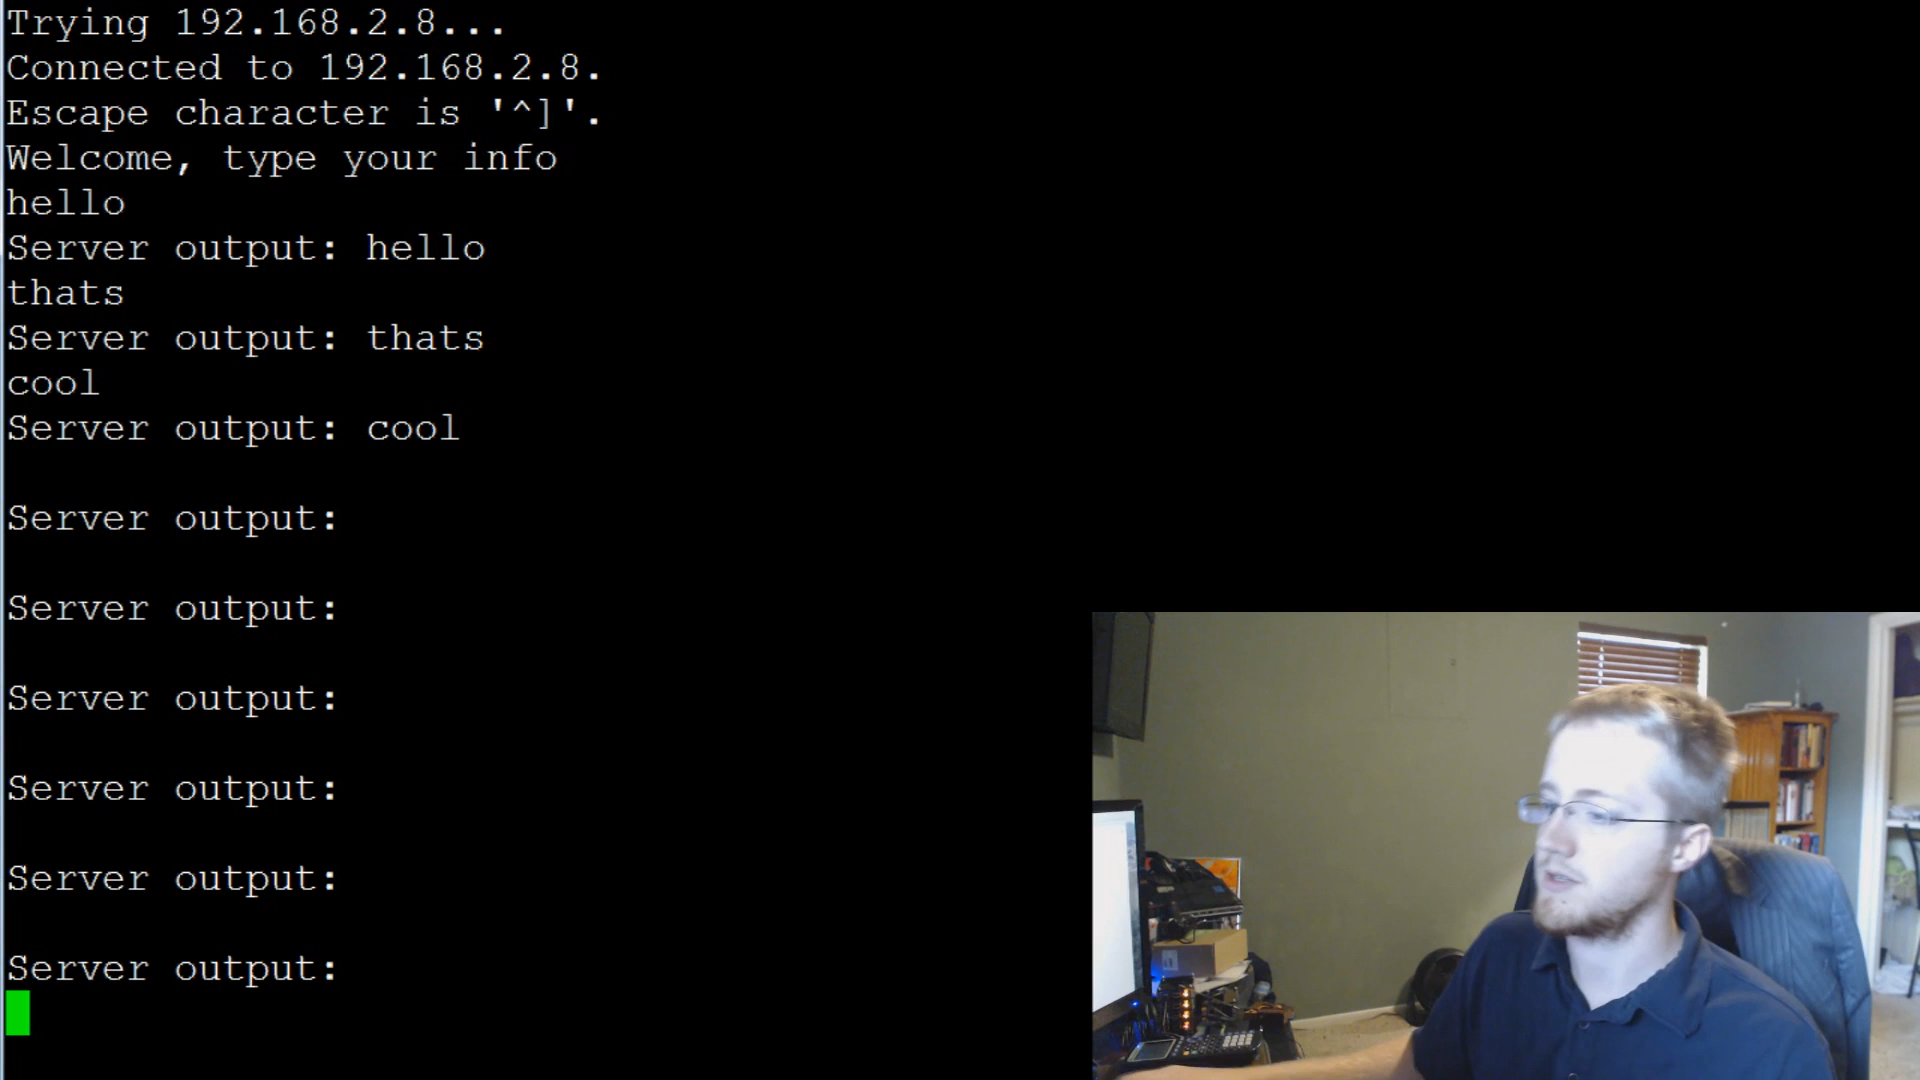 Trying 192.168.2.8...
Connected to 192.168.2.8.
Escape character is '^]'.
Welcome, type your info
hello
Server output: hello
thats
Server output: thats
cool
Server output: cool
Server output:
Server output:
Server output:
Server output:
Server output:
Server output: